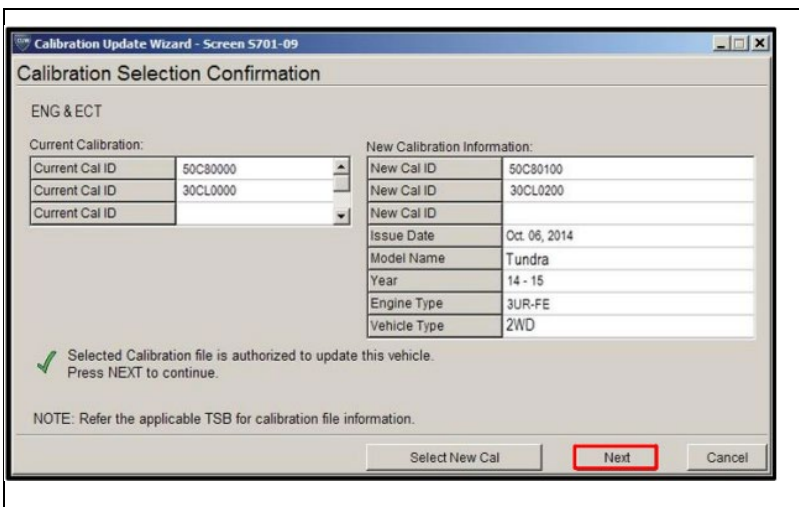 Calibration Update Wizard - Screen S701-09
Calibration Selection Confirmation
ENG & ECT
Current Calibration:
Current Cal ID 50C80000
Current Cal ID 30CL0000
Current Cal ID
New Calibration Information:
New Cal ID 50C80100
New Cal ID 30CL0200
New Cal ID
Issue Date Oct. 06, 2014
Model Name Tundra
Year 14 - 15
Engine Type 3UR-FE
Vehicle Type 2WD
Selected Calibration file is authorized to update this vehicle.
Press NEXT to continue.
NOTE: Refer the applicable TSB for calibration file information.
Select New Cal Next Cancel